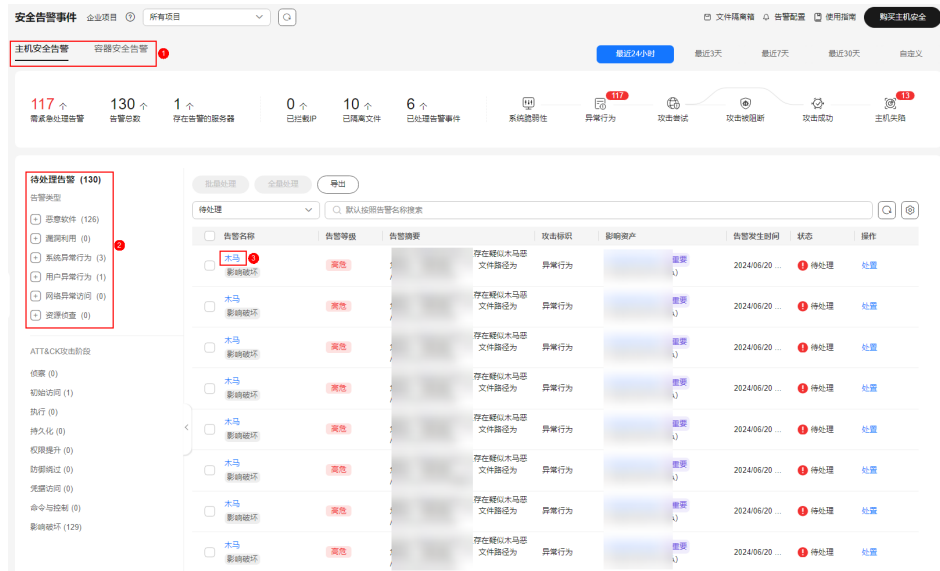 安全告警事件 企业项目 ? 所有项目 文件隔离箱 告警配置 使用指南 购买主机安全
主机安全告警 容器安全告警 1 最近24小时 最近3天 最近7天 最近30天 自定义
117 个 130 个 1 个 0 个 10 个 6 个 117 13
需紧急处理告警 告警总数 存在告警的服务器 已拦截IP 已隔离文件 已处理告警事件 系统脆弱性 异常行为 攻击尝试 攻击被阻断 攻击成功 主机失陷
待处理告警 (130)
告警类型
恶意软件 (126)
漏洞利用 (0)
2
系统异常行为 (3)
用户异常行为 (1)
网络异常访问 (0)
资源侦查 (0)
ATT&CK攻击阶段
侦察 (0)
初始访问 (1)
执行 (0)
持久化 (0)
权限提升 (0)
防御绕过 (0)
凭据访问 (0)
命令与控制 (0)
影响破坏 (129)
批量处理 全量处理 导出
待处理 默认按照告警名称搜索
告警名称 告警等级 告警摘要 攻击标识 影响资产 告警发生时间 状态 操作
木马 3 存在疑似木马恶 重要
高危 文件路径为 异常行为 2024/06/20 ... 待处理 处置
影响破坏
木马 存在疑似木马恶 重要
高危 文件路径为 异常行为 2024/06/20 ... 待处理 处置
影响破坏
木马 存在疑似木马恶 重要
高危 文件路径为 异常行为 2024/06/20 ... 待处理 处置
影响破坏
木马 存在疑似木马恶 重要
高危 文件路径为 异常行为 2024/06/20 ... 待处理 处置
影响破坏
木马 存在疑似木马恶 重要
高危 文件路径为 异常行为 2024/06/20 ... 待处理 处置
影响破坏
木马 存在疑似木马恶 重要
高危 文件路径为 异常行为 2024/06/20 ... 待处理 处置
影响破坏
木马 存在疑似木马恶 重要
高危 文件路径为 异常行为 2024/06/20 ... 待处理 处置
影响破坏
木马 存在疑似木马恶 重要
高危 文件路径为 异常行为 2024/06/20 ... 待处理 处置
影响破坏